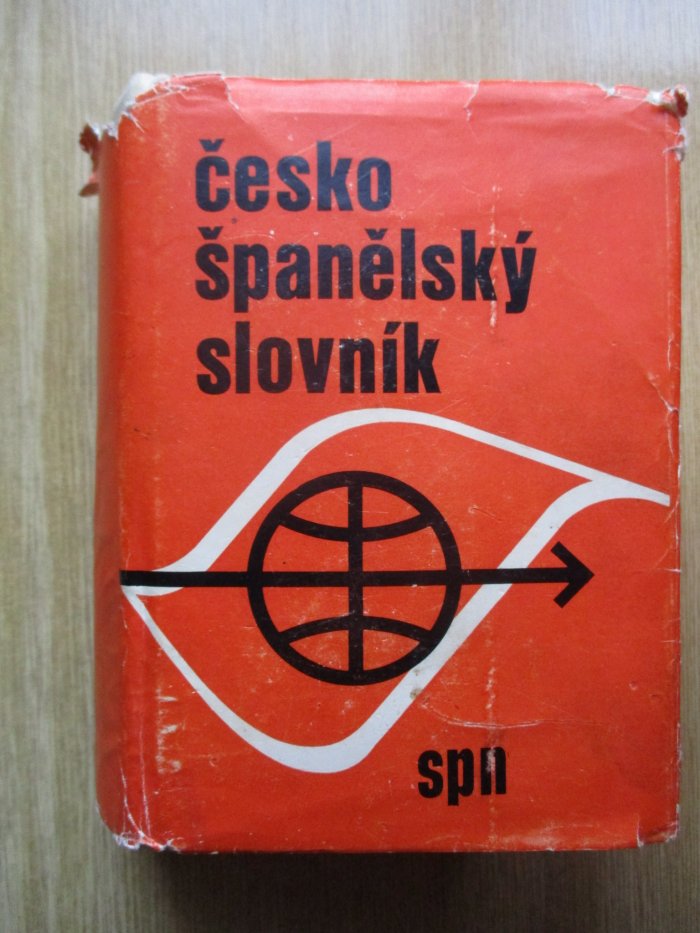 česko
španělský
slovník
spn